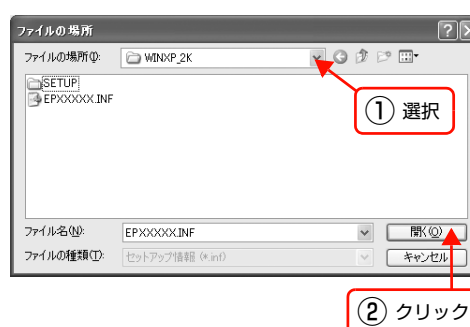 ファイルの場所
ファイルの場所(I): WINXP_2K
SETUP
EPXXXXX.INF
① 選択
ファイル名(N): EPXXXXX.INF 開く(O)
ファイルの種類(T): セットアップ情報 (*.inf) キャンセル
② クリック